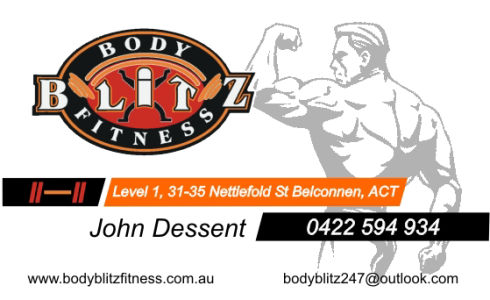 BODY
BLITZ
FITNESS
Level 1, 31-35 Nettlefold St Belconnen, ACT
John Dessent
0422 594 934
www.bodyblitzfitness.com.au
bodyblitz247@outlook.com